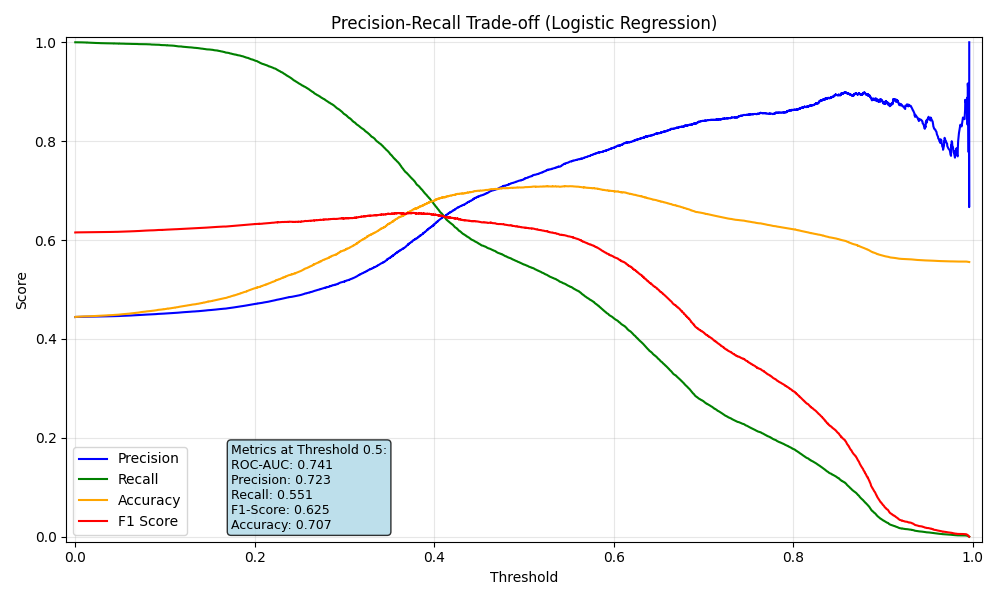 Precision-Recall Trade-off (Logistic Regression)
Score
1.0
0.8
0.6
0.4
0.2
0.0
Precision
Recall
Accuracy
F1 Score
Metrics at Threshold 0.5:
ROC-AUC: 0.741
Precision: 0.723
Recall: 0.551
F1-Score: 0.625
Accuracy: 0.707
0.0 0.2 0.4 0.6 0.8 1.0
Threshold